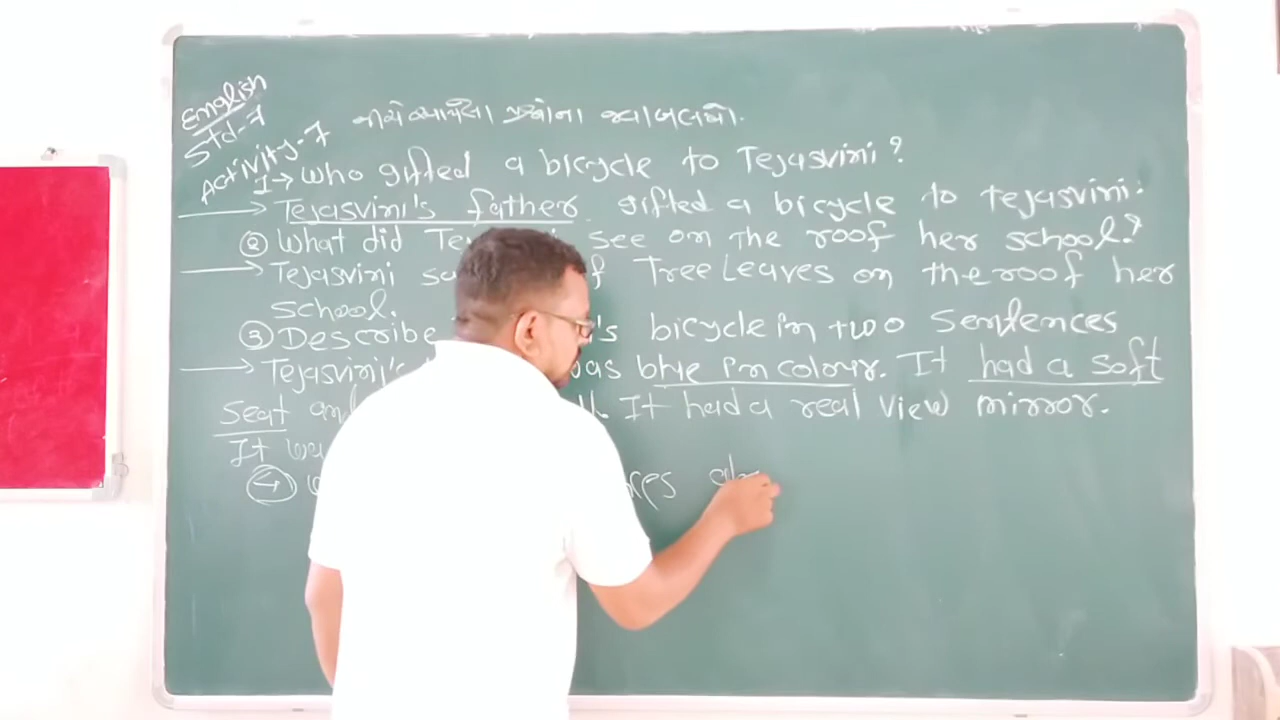 English
Std-7
Activity-7
નીચે આપેલા પ્રશ્નોના જવાબ લખો.
1→ Who gifted a bicycle to Tejasvini?
→ Tejasvini's father gifted a bicycle to tejasvini.
② What did see on the roof her school?
→ Tejasvini Tree Leaves on the roof her
school.
③ Describe bicycle in two Sentences
→ Tejasvini's was blue in colour. It had a soft
Seat It had a real view mirror.
It
④